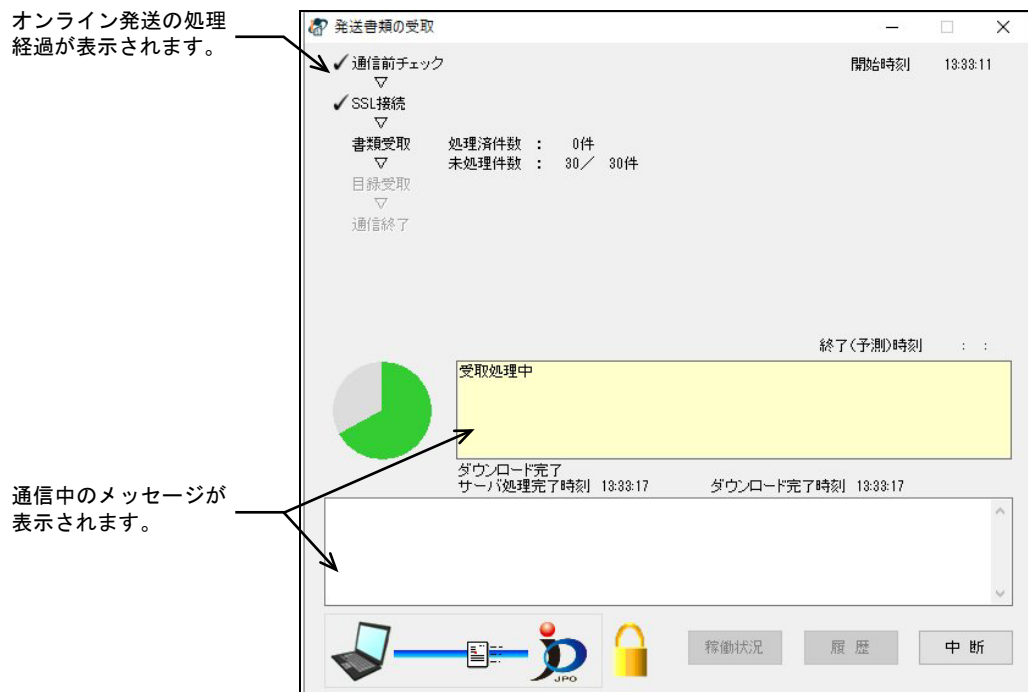 オンライン発送の処理
経過が表示されます。
発送書類の受取
通信前チェック
開始時刻 13:33:11
▽
SSL接続
▽
書類受取 処理済件数 : 0件
▽ 未処理件数 : 30／ 30件
目録受取
▽
通信終了
終了(予測)時刻 : :
受取処理中
ダウンロード完了
サーバ処理完了時刻 13:33:17 ダウンロード完了時刻 13:33:17
通信中のメッセージが
表示されます。
JPO
稼働状況 履 歴 中 断